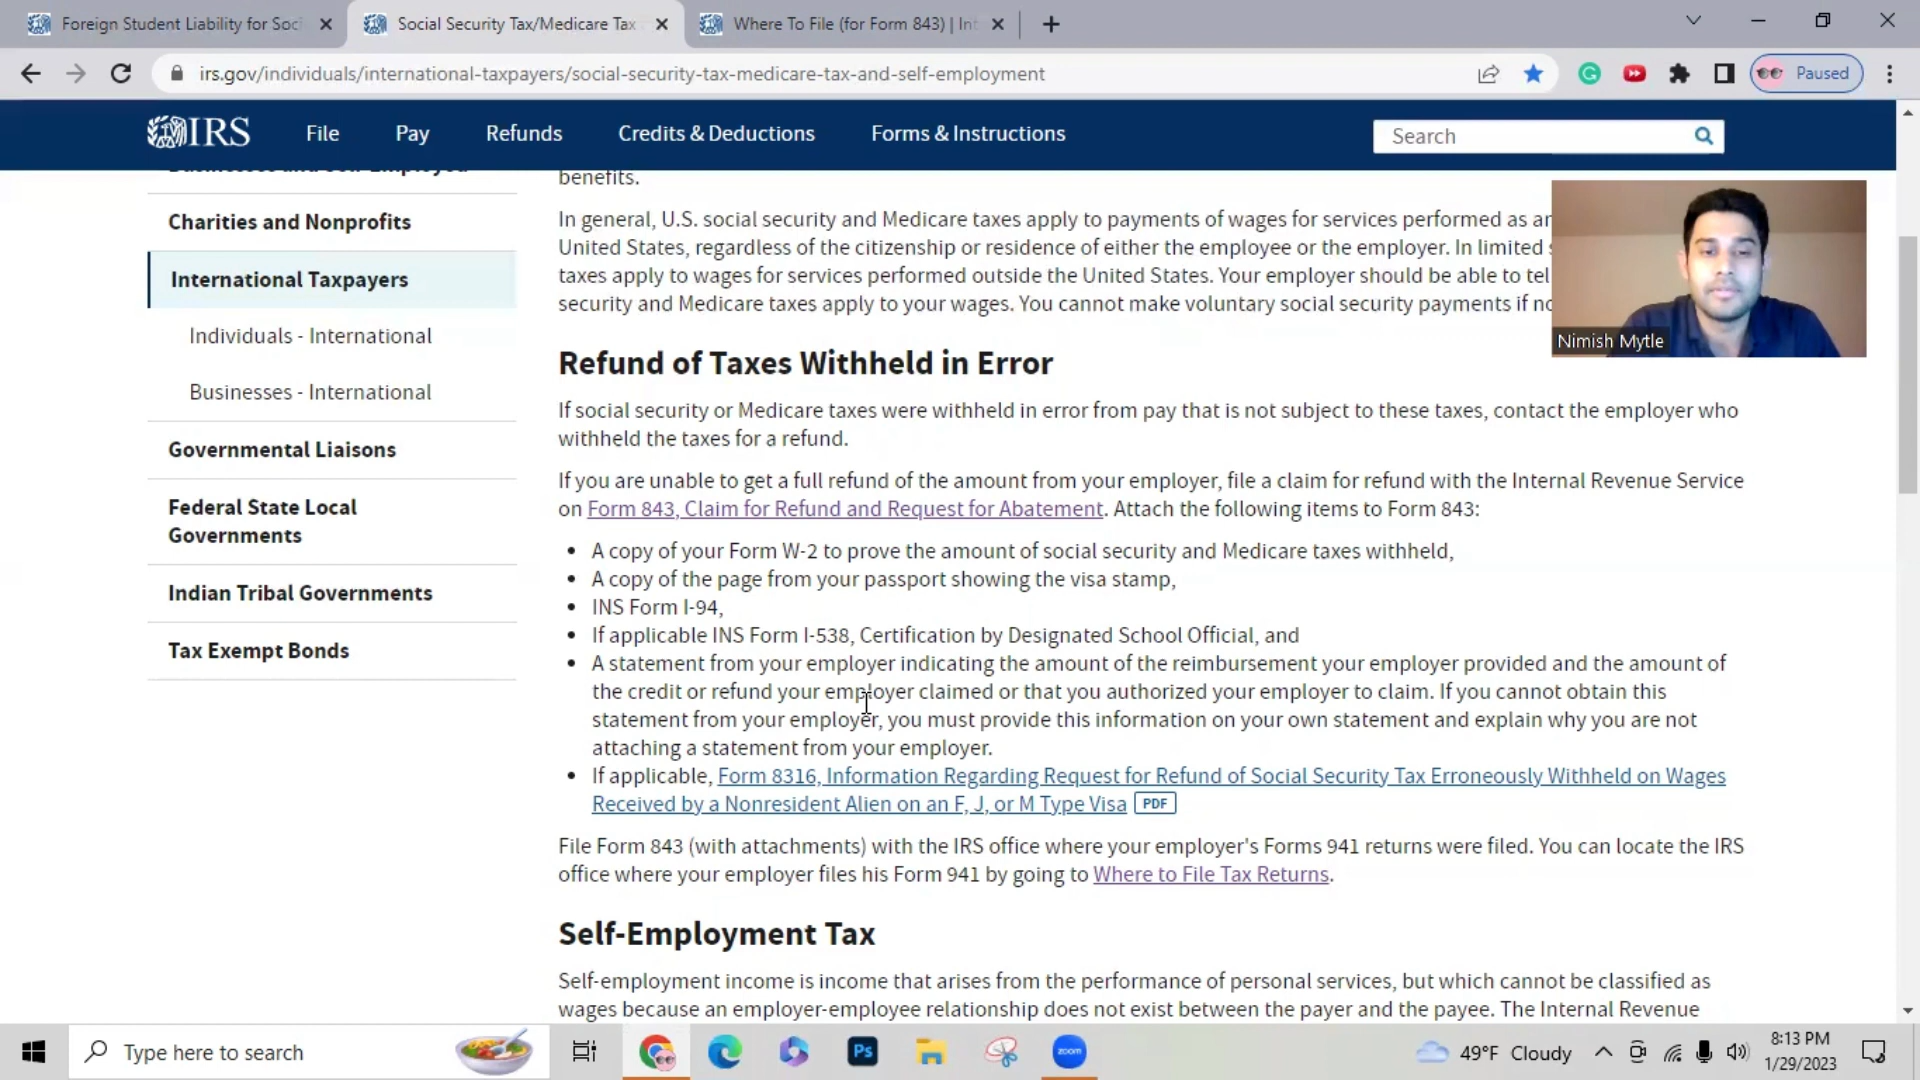 Foreign Student Liability for Soci
Social Security Tax/Medicare Tax
Where To File (for Form 843) | Int
irs.gov/individuals/international-taxpayers/social-security-tax-medicare-tax-and-self-employment
Paused
IRS
File
Pay
Refunds
Credits & Deductions
Forms & Instructions
Search
Businesses and Self-Employed
Charities and Nonprofits
International Taxpayers
Individuals - International
Businesses - International
Governmental Liaisons
Federal State Local
Governments
Indian Tribal Governments
Tax Exempt Bonds
benefits.
In general, U.S. social security and Medicare taxes apply to payments of wages for services performed as an
United States, regardless of the citizenship or residence of either the employee or the employer. In limited
taxes apply to wages for services performed outside the United States. Your employer should be able to tel
security and Medicare taxes apply to your wages. You cannot make voluntary social security payments if no
Nimish Mytle
Refund of Taxes Withheld in Error
If social security or Medicare taxes were withheld in error from pay that is not subject to these taxes, contact the employer who
withheld the taxes for a refund.
If you are unable to get a full refund of the amount from your employer, file a claim for refund with the Internal Revenue Service
on Form 843, Claim for Refund and Request for Abatement. Attach the following items to Form 843:
• A copy of your Form W-2 to prove the amount of social security and Medicare taxes withheld,
• A copy of the page from your passport showing the visa stamp,
• INS Form I-94,
• If applicable INS Form I-538, Certification by Designated School Official, and
• A statement from your employer indicating the amount of the reimbursement your employer provided and the amount of
the credit or refund your employer claimed or that you authorized your employer to claim. If you cannot obtain this
statement from your employer, you must provide this information on your own statement and explain why you are not
attaching a statement from your employer.
• If applicable, Form 8316, Information Regarding Request for Refund of Social Security Tax Erroneously Withheld on Wages
Received by a Nonresident Alien on an F, J, or M Type Visa PDF
File Form 843 (with attachments) with the IRS office where your employer's Forms 941 returns were filed. You can locate the IRS
office where your employer files his Form 941 by going to Where to File Tax Returns.
Self-Employment Tax
Self-employment income is income that arises from the performance of personal services, but which cannot be classified as
wages because an employer-employee relationship does not exist between the payer and the payee. The Internal Revenue
Type here to search
Ps
zoom
49°F Cloudy
8:13 PM
1/29/2023